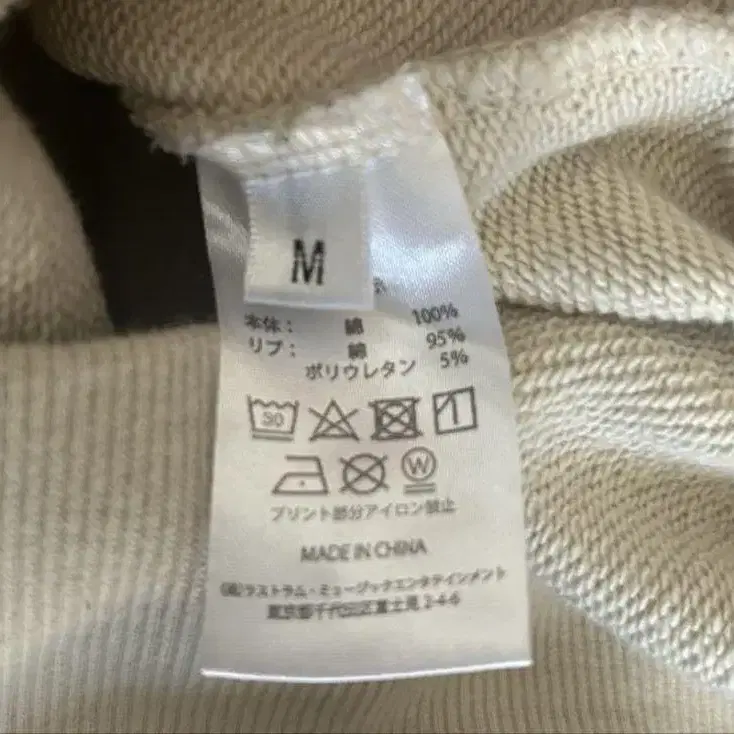 M
本体： 綿 100%
リブ： 綿 95%
ポリウレタン 5%
30
W
プリント部分アイロン禁止
MADE IN CHINA
(株)ラストラム・ミュージックエンタテインメント
東京都千代田区富士見 2-4-6